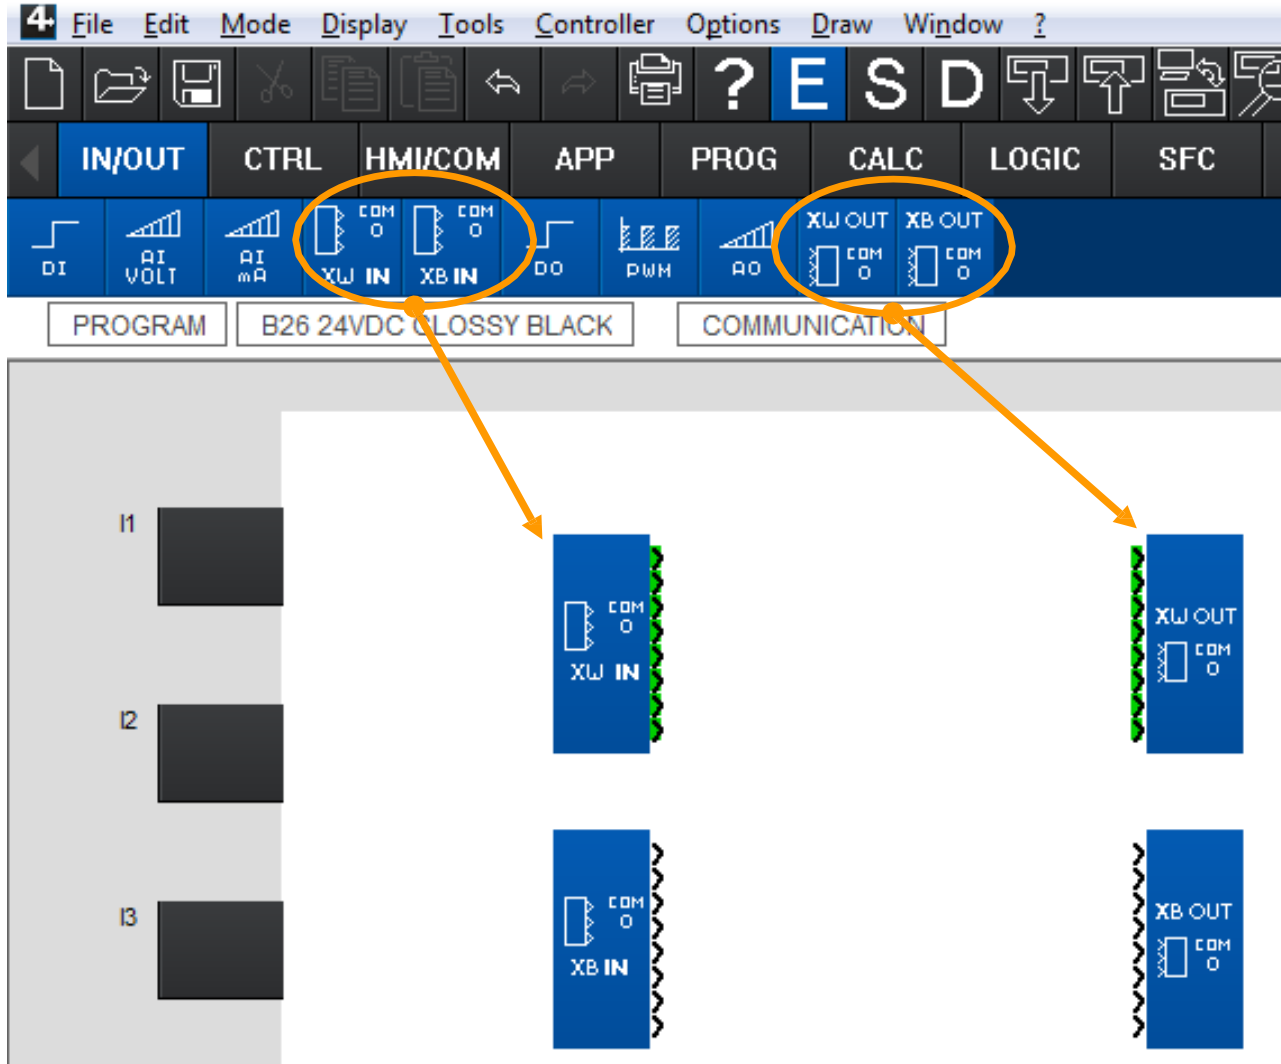 4 File Edit Mode Display Tools Controller Options Draw Window ?
? E S D
IN/OUT CTRL HMI/COM APP PROG CALC LOGIC SFC
DI
AI VOLT
AI mA
COM 0 XW IN
COM 0 XB IN
DO
PWM
AO
XW OUT COM 0
XB OUT COM 0
PROGRAM B26 24VDC GLOSSY BLACK COMMUNICATION
I1
COM 0
XW IN
XW OUT
COM 0
I2
I3
COM 0
XB IN
XB OUT
COM 0